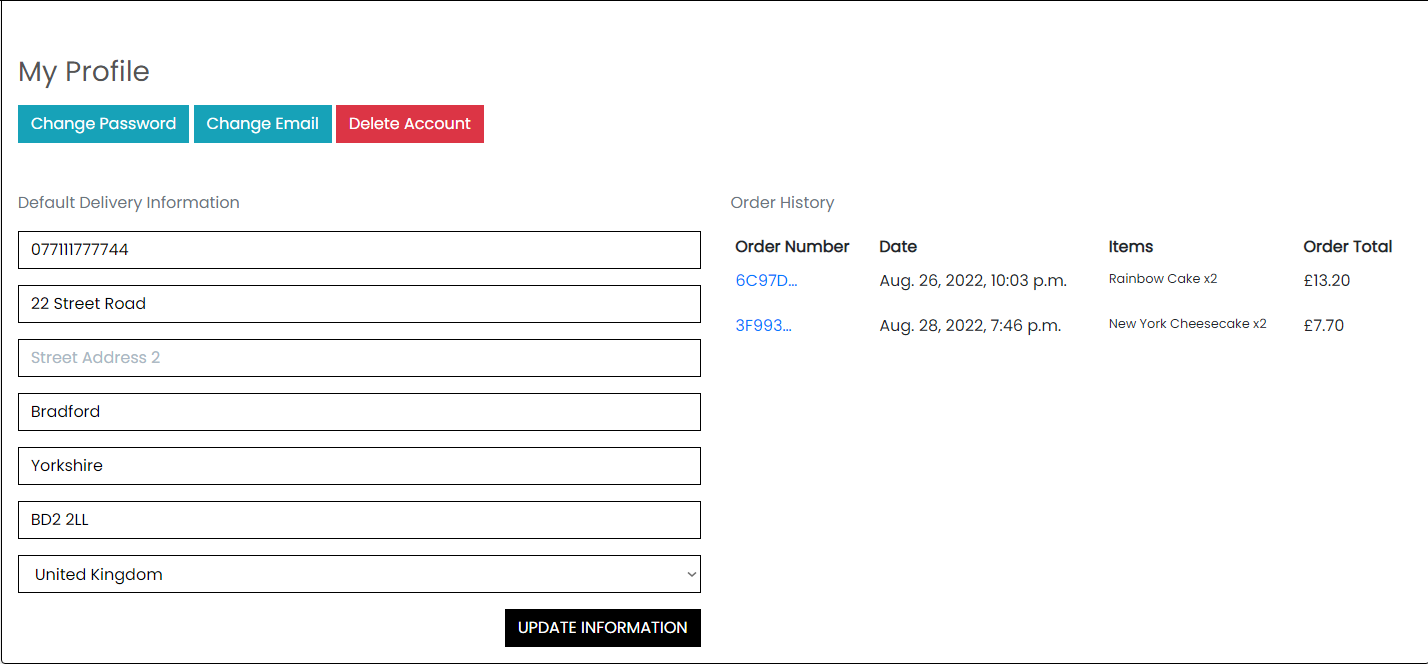 My Profile
Change Password Change Email Delete Account
Default Delivery Information
077111777744
22 Street Road
Street Address 2
Bradford
Yorkshire
BD2 2LL
United Kingdom
UPDATE INFORMATION
Order History
Order Number Date Items Order Total
6C97D... Aug. 26, 2022, 10:03 p.m. Rainbow Cake x2 £13.20
3F993... Aug. 28, 2022, 7:46 p.m. New York Cheesecake x2 £7.70